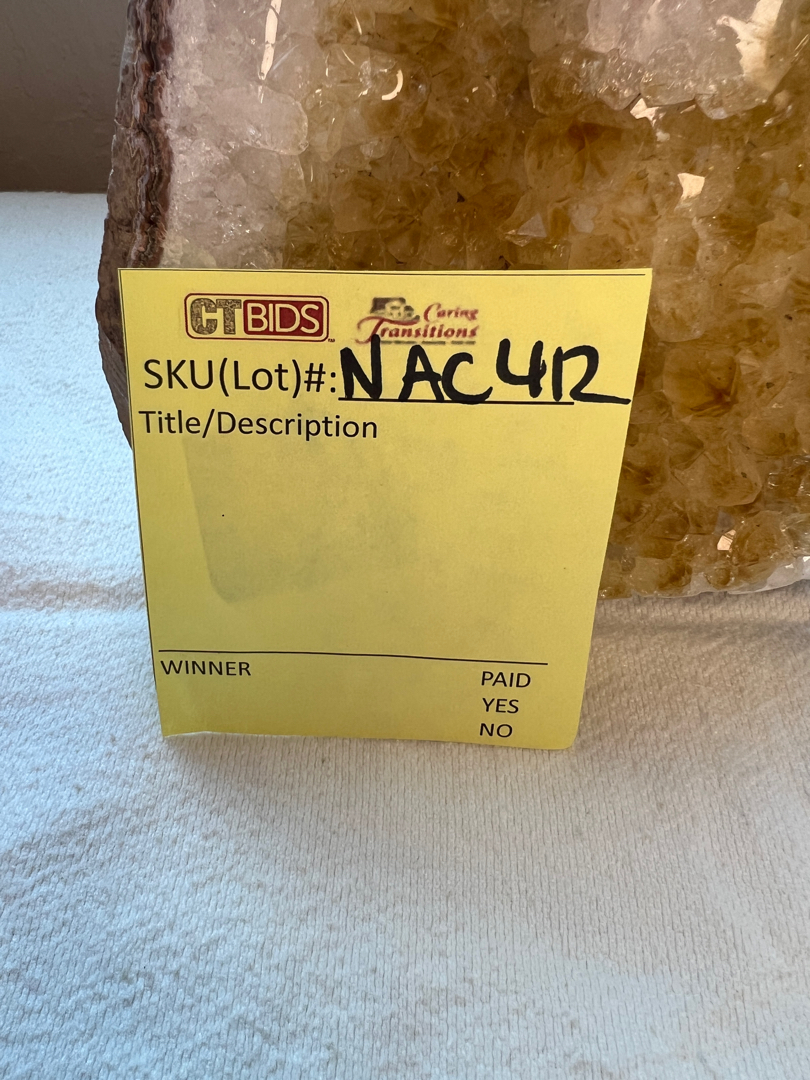 CTBIDS
Caring
Transitions
SKU(Lot)#: NAC412
Title/Description
WINNER
PAID
YES
NO